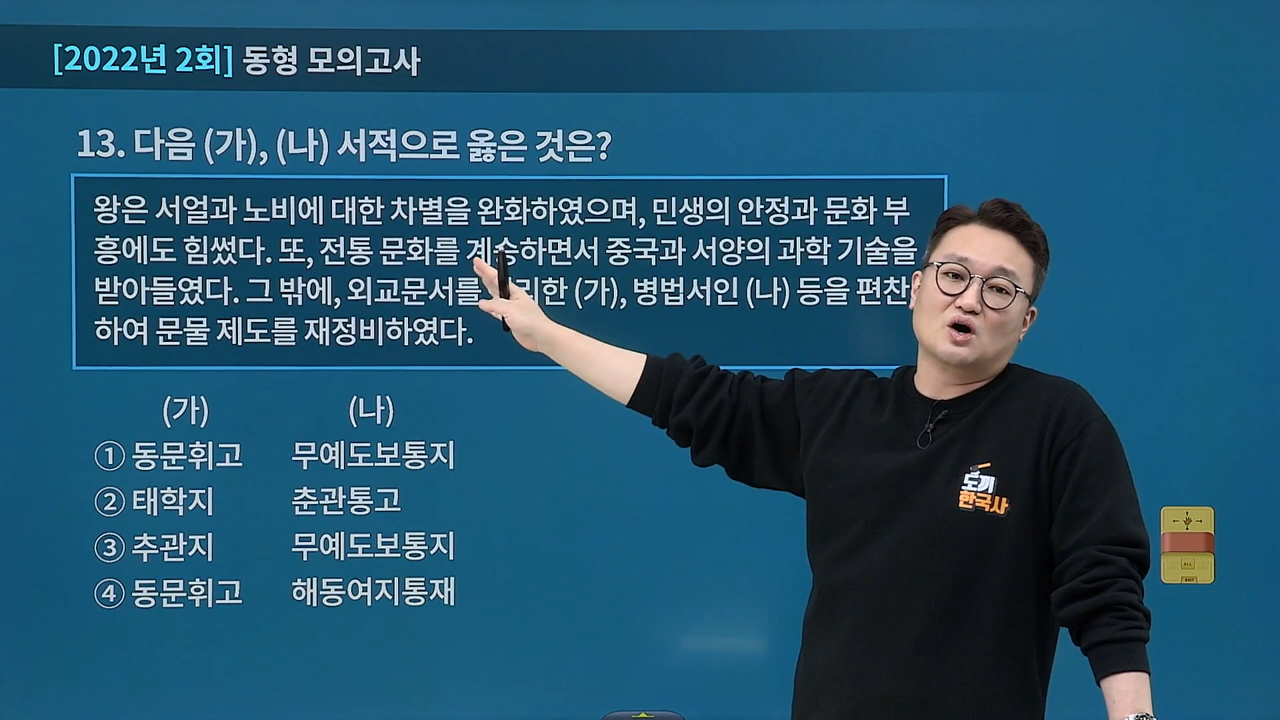 [2022년 2회] 동형 모의고사
13. 다음 (가), (나) 서적으로 옳은 것은?
왕은 서얼과 노비에 대한 차별을 완화하였으며, 민생의 안정과 문화 부
흥에도 힘썼다. 또, 전통 문화를 계승하면서 중국과 서양의 과학 기술을
받아들였다. 그 밖에, 외교문서를 (가), 병법서인 (나) 등을 편찬
하여 문물 제도를 재정비하였다.
(가) (나)
① 동문휘고 무예도보통지
② 태학지 춘관통고
③ 추관지 무예도보통지
④ 동문휘고 해동여지통재
도끼
한국사
ALL